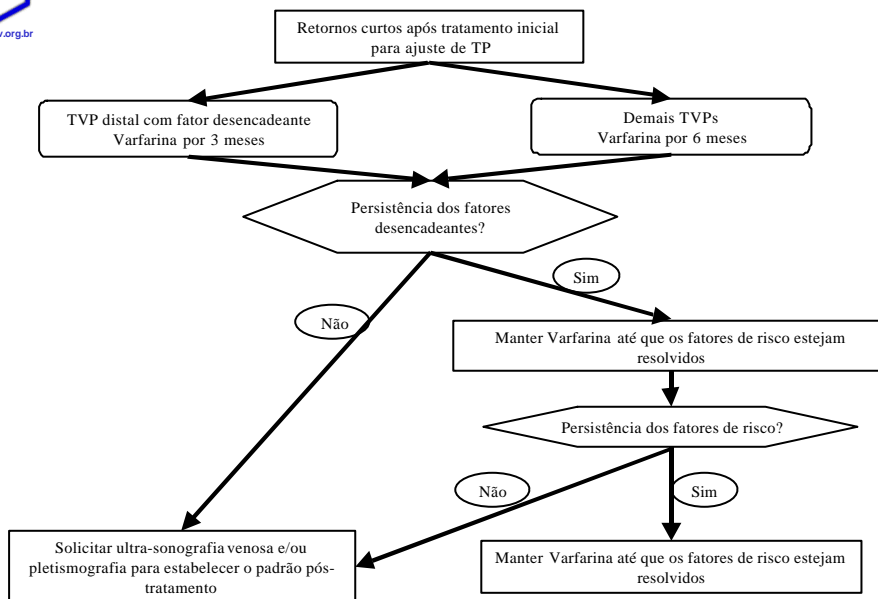 v.org.br
Retornos curtos após tratamento inicial
para ajuste de TP
TVP distal com fator desencadeante
Varfarina por 3 meses
Demais TVPs
Varfarina por 6 meses
Persistência dos fatores
desencadeantes?
Sim
Não
Manter Varfarina até que os fatores de risco estejam
resolvidos
Persistência dos fatores de risco?
Não
Sim
Solicitar ultra-sonografia venosa e/ou
pletismografia para estabelecer o padrão pós-
tratamento
Manter Varfarina até que os fatores de risco estejam
resolvidos